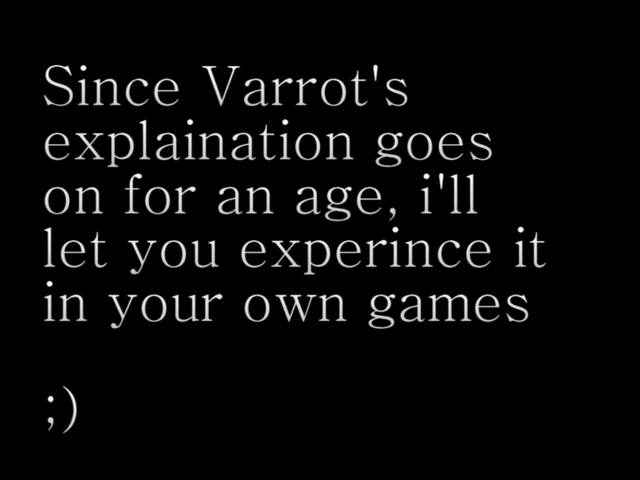 Since Varrot's
explaination goes
on for an age, i'll
let you experince it
in your own games
;)